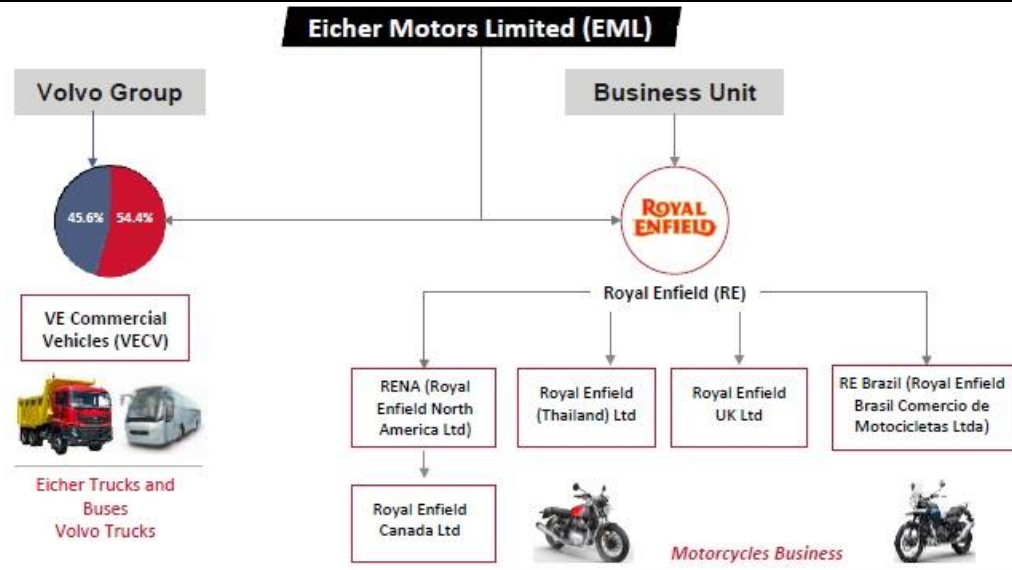 Eicher Motors Limited (EML)
Volvo Group
Business Unit
45.6% 54.4%
ROYAL
ENFIELD
VE Commercial
Vehicles (VECV)
Royal Enfield (RE)
RENA (Royal
Enfield North
America Ltd)
Royal Enfield
(Thailand) Ltd
Royal Enfield
UK Ltd
RE Brazil (Royal Enfield
Brasil Comercio de
Motocicletas Ltda)
Eicher Trucks and
Buses
Volvo Trucks
Royal Enfield
Canada Ltd
Motorcycles Business